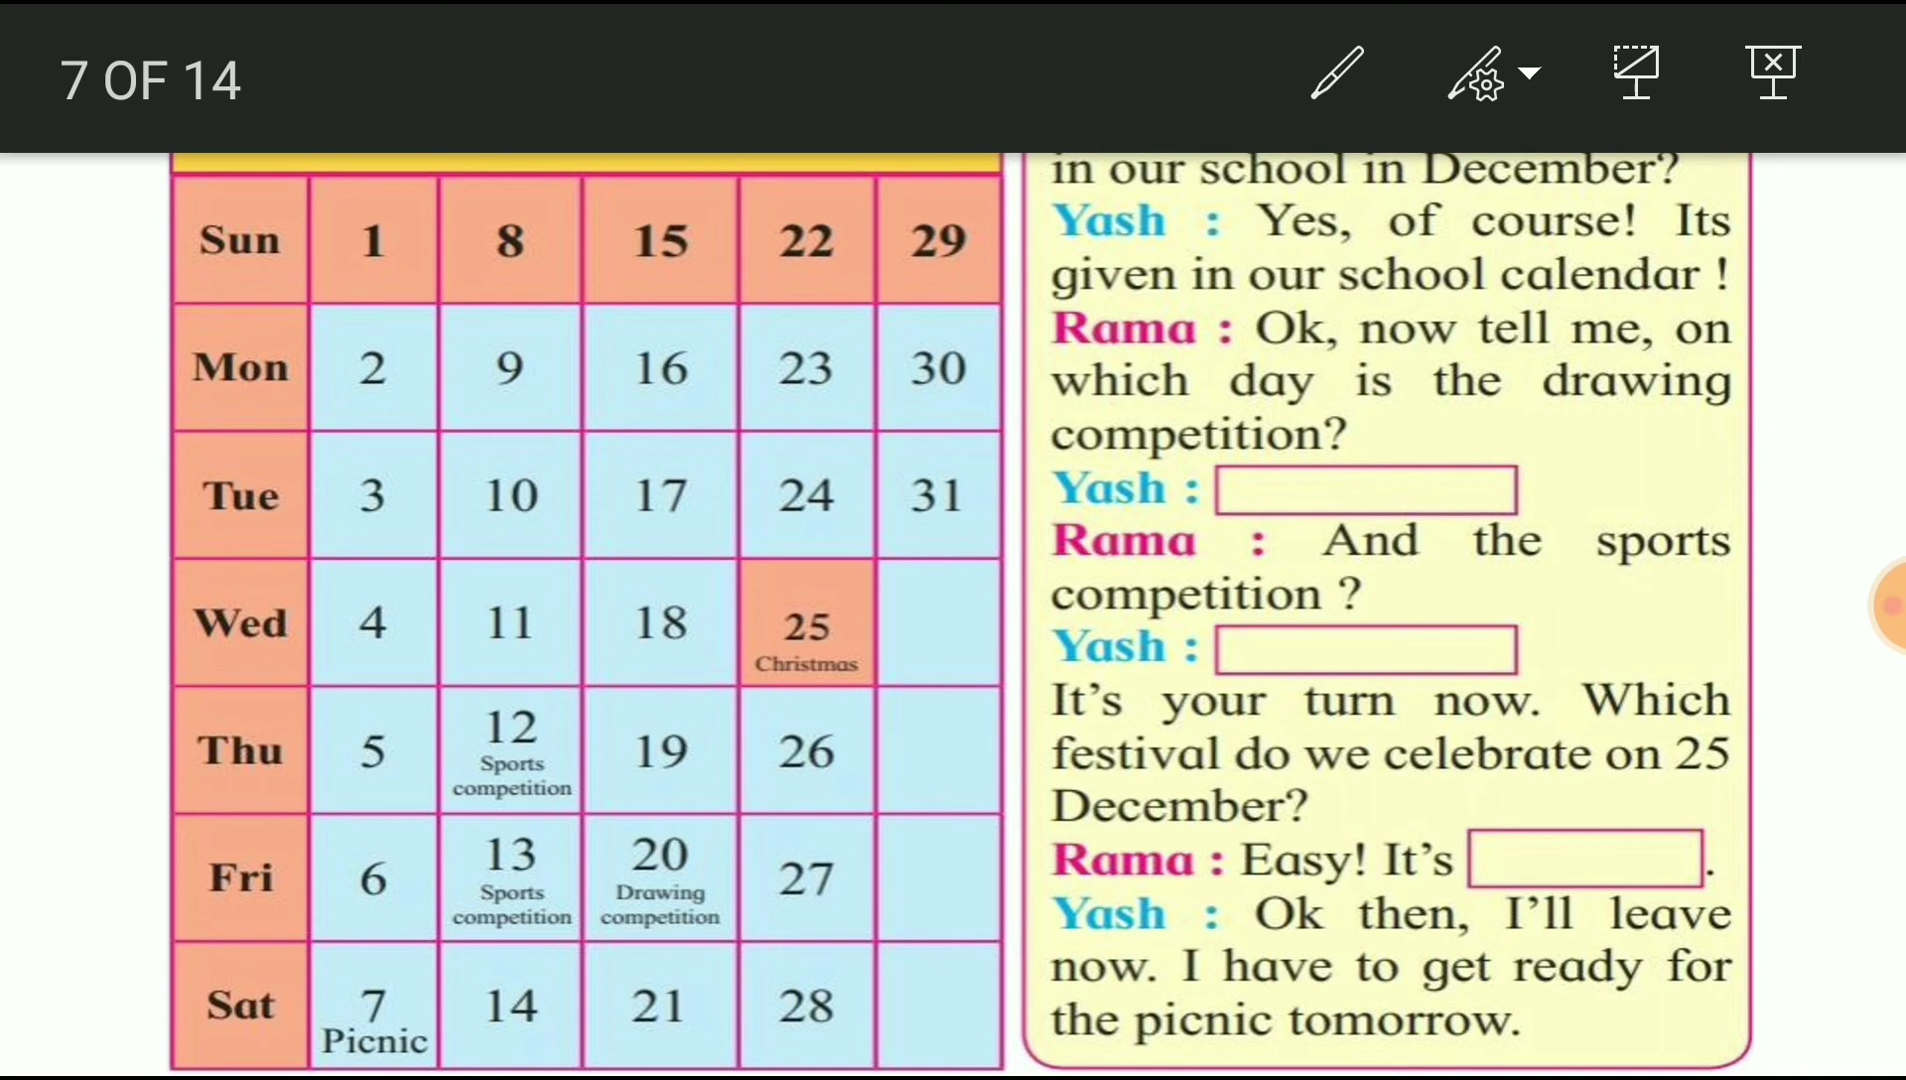 7 OF 14
Sun 1 8 15 22 29
Mon 2 9 16 23 30
Tue 3 10 17 24 31
Wed 4 11 18 25
Christmas
Thu 5 12 19 26
Sports
competition
Fri 6 13 20 27
Sports Drawing
competition competition
Sat 7 14 21 28
Picnic
in our school in December?
Yash : Yes, of course! Its
given in our school calendar !
Rama : Ok, now tell me, on
which day is the drawing
competition?
Yash :
Rama : And the sports
competition ?
Yash :
It's your turn now. Which
festival do we celebrate on 25
December?
Rama : Easy! It's .
Yash : Ok then, I'll leave
now. I have to get ready for
the picnic tomorrow.